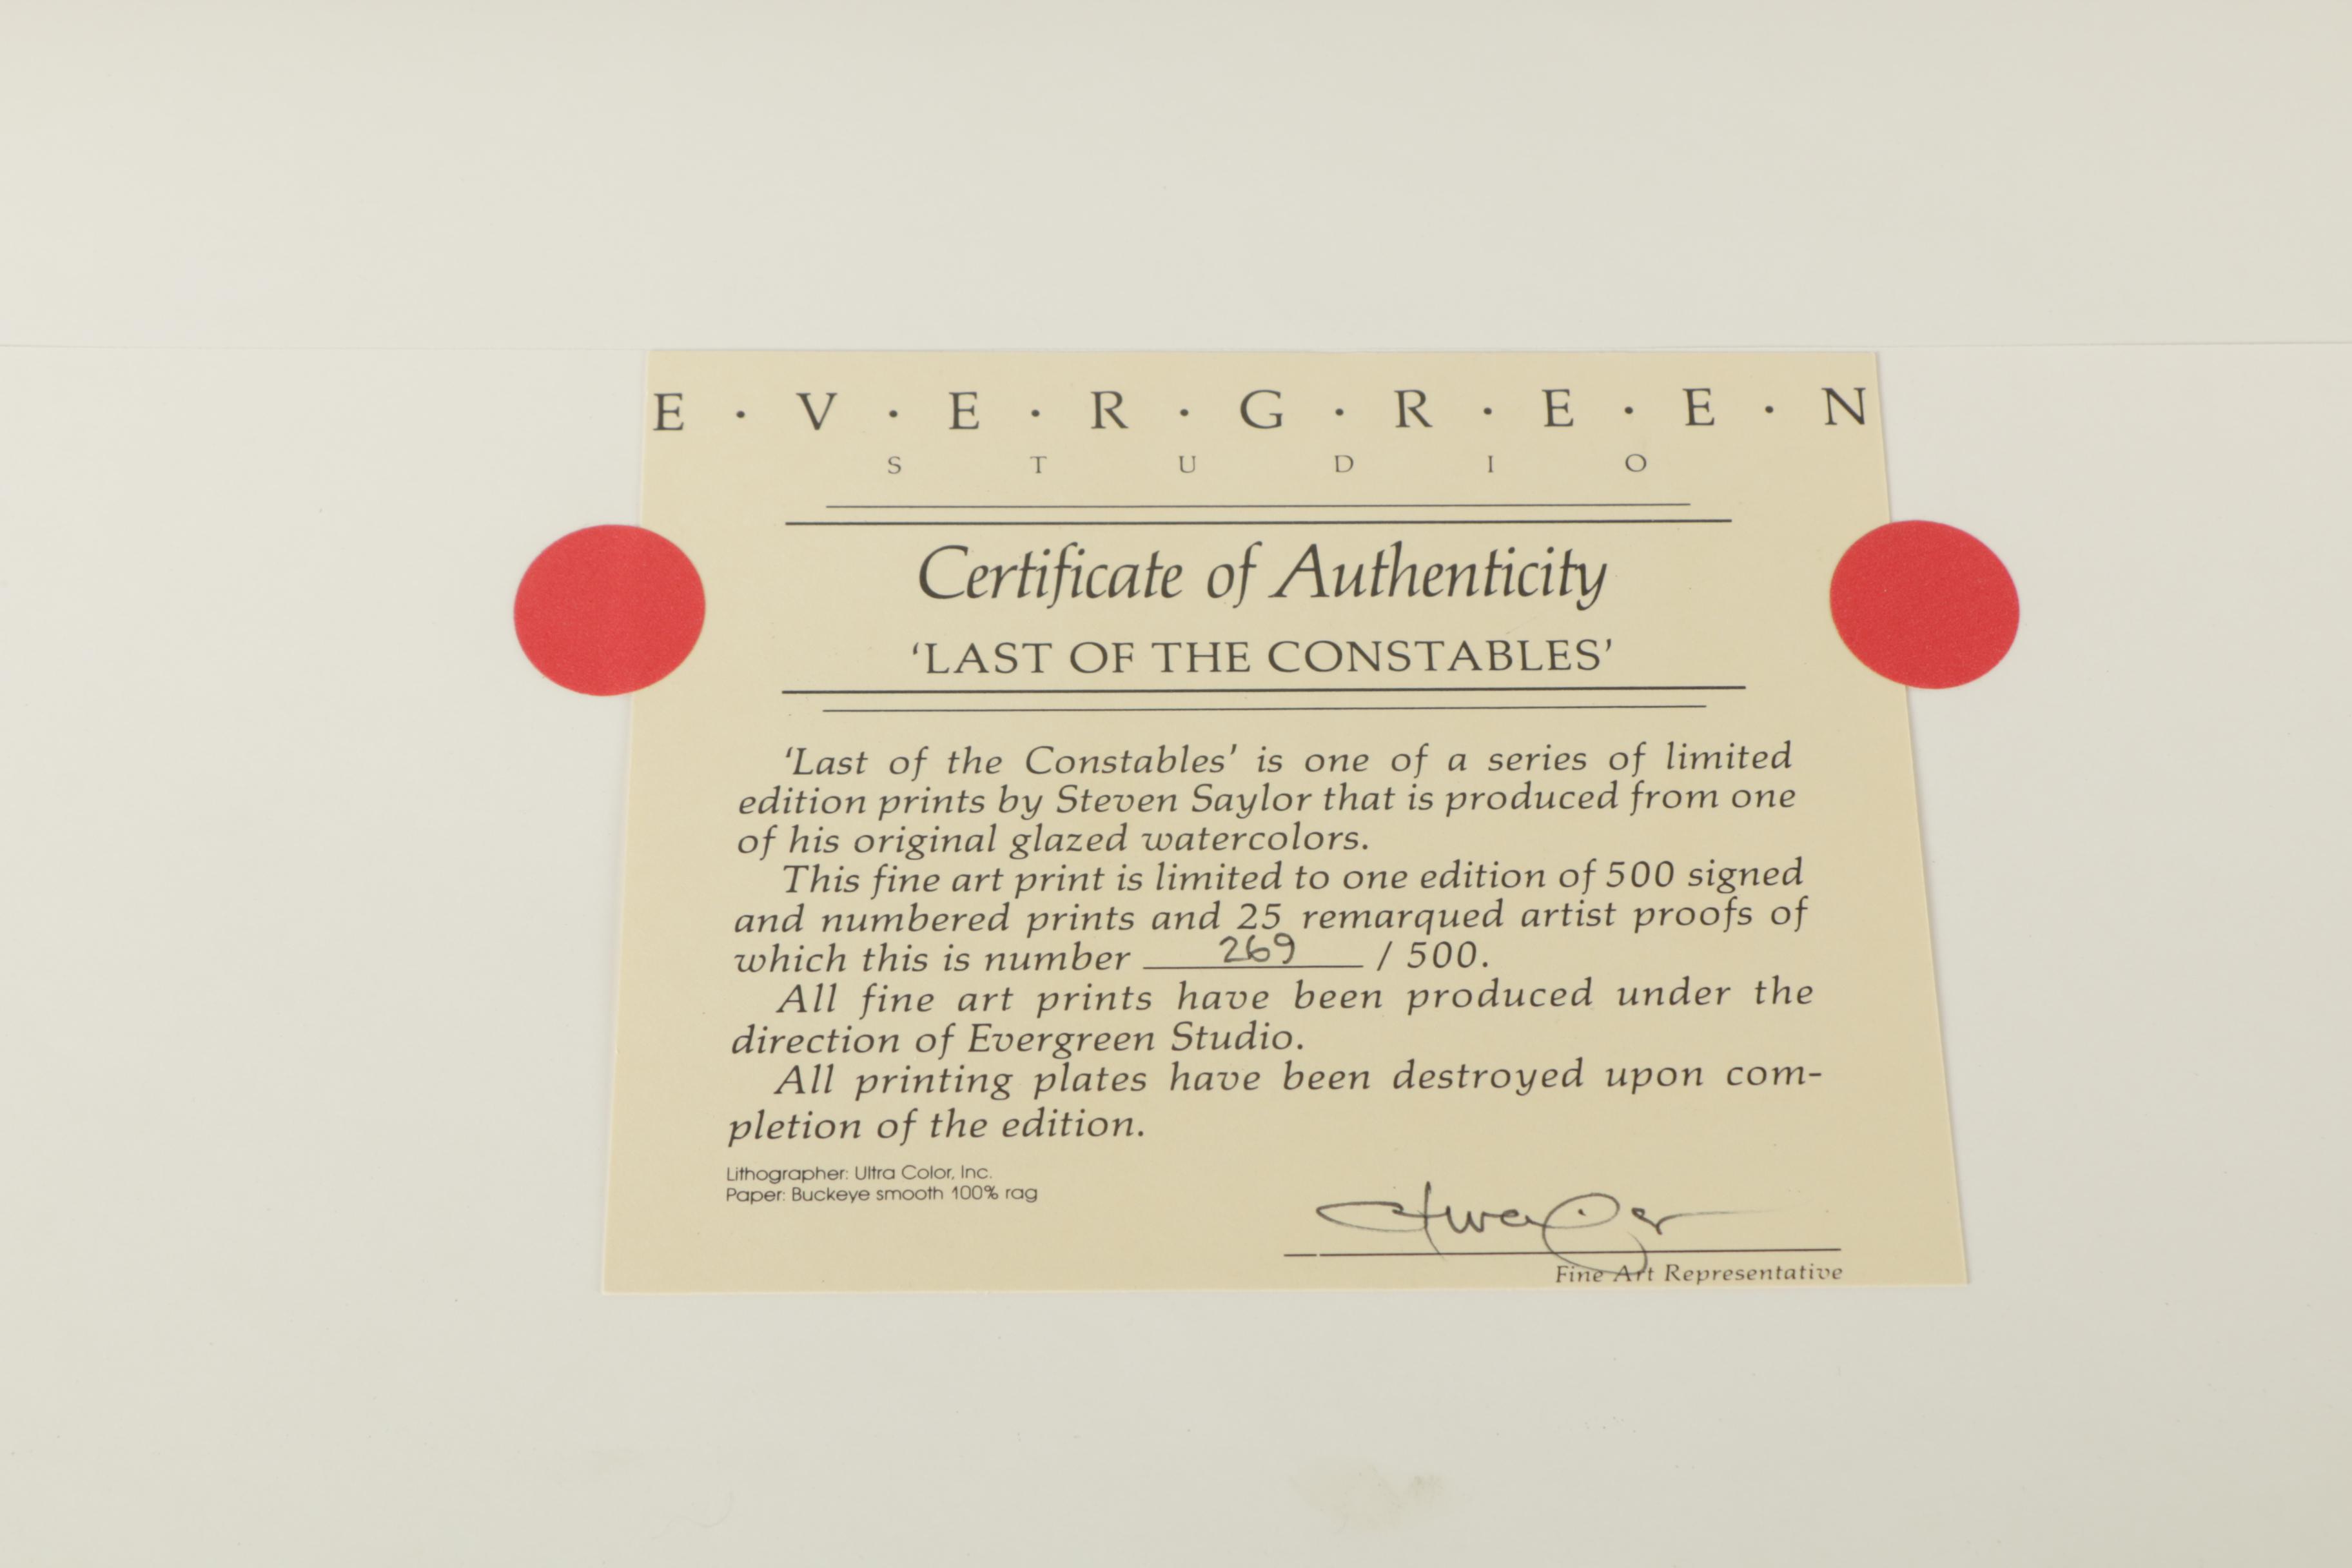 E · V · E · R · G · R · E · E · N
S T U D I O
Certificate of Authenticity
‘LAST OF THE CONSTABLES’
‘Last of the Constables’ is one of a series of limited
edition prints by Steven Saylor that is produced from one
of his original glazed watercolors.
This fine art print is limited to one edition of 500 signed
and numbered prints and 25 remarqued artist proofs of
which this is number 269 / 500.
All fine art prints have been produced under the
direction of Evergreen Studio.
All printing plates have been destroyed upon com-
pletion of the edition.
Lithographer: Ultra Color, Inc.
Paper: Buckeye smooth 100% rag
Fine Art Representative